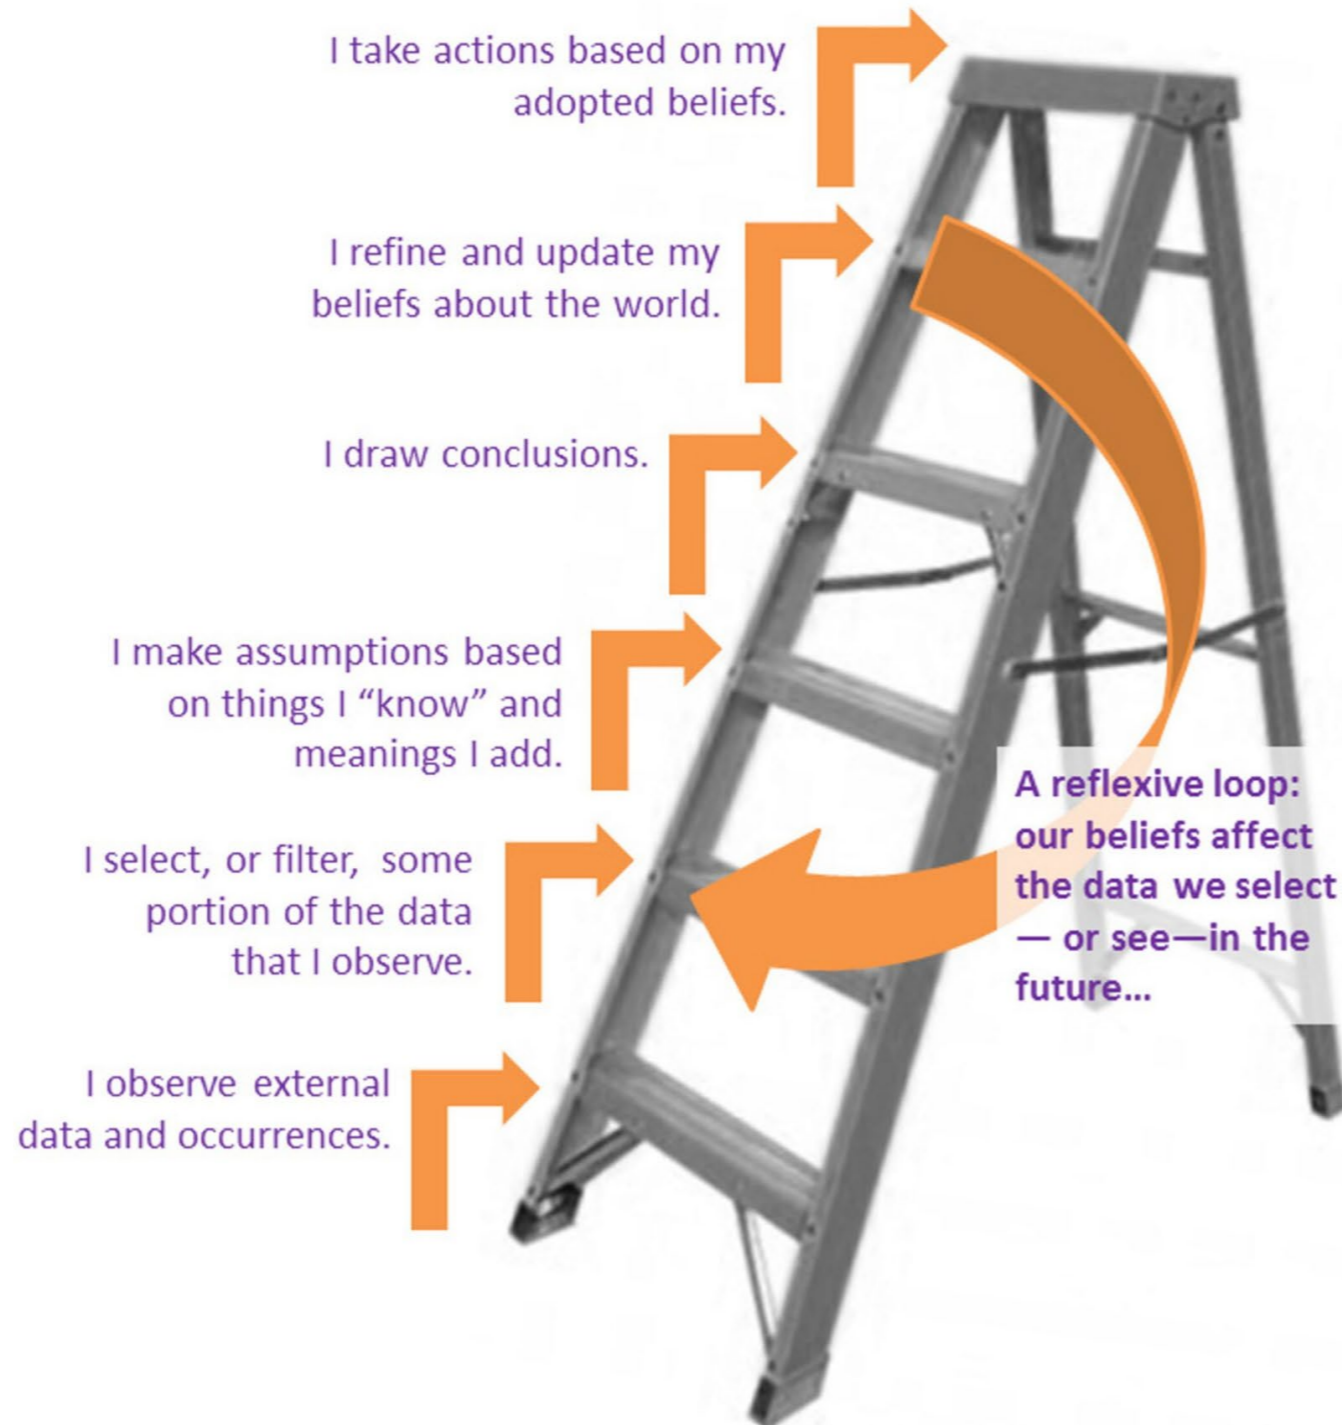 I take actions based on my
adopted beliefs.
I refine and update my
beliefs about the world.
I draw conclusions.
I make assumptions based
on things I “know” and
meanings I add.
I select, or filter, some
portion of the data
that I observe.
I observe external
data and occurrences.
A reflexive loop:
our beliefs affect
the data we select
— or see—in the
future...